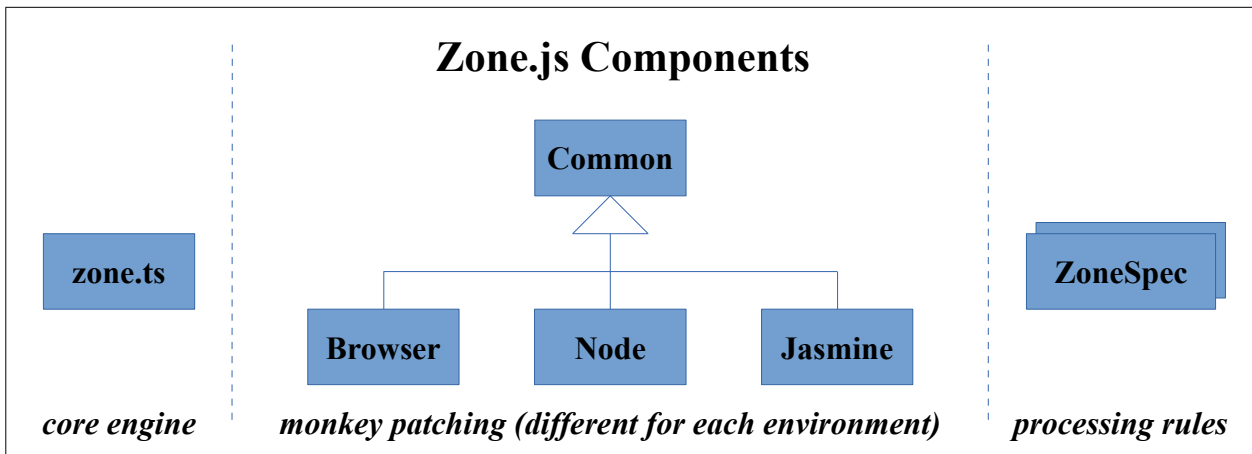 Zone.js Components
Common
zone.ts
ZoneSpec
Browser
Node
Jasmine
core engine
monkey patching (different for each environment)
processing rules